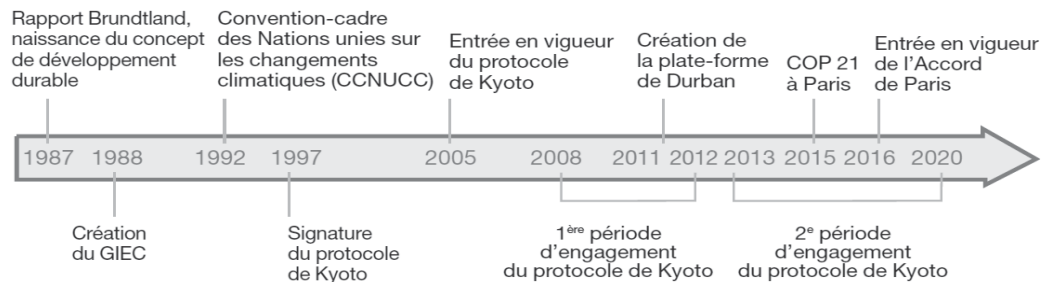 Rapport Brundtland,
naissance du concept
de développement
durable
Convention-cadre
des Nations unies sur
les changements
climatiques (CCNUCC)
Entrée en vigueur
du protocole
de Kyoto
Création de
la plate-forme
de Durban
COP 21
à Paris
Entrée en vigueur
de l’Accord
de Paris
1987 1988 1992 1997 2005 2008 2011 2012 2013 2015 2016 2020
Création
du GIEC
Signature
du protocole
de Kyoto
1ère période
d’engagement
du protocole de Kyoto
2e période
d’engagement
du protocole de Kyoto